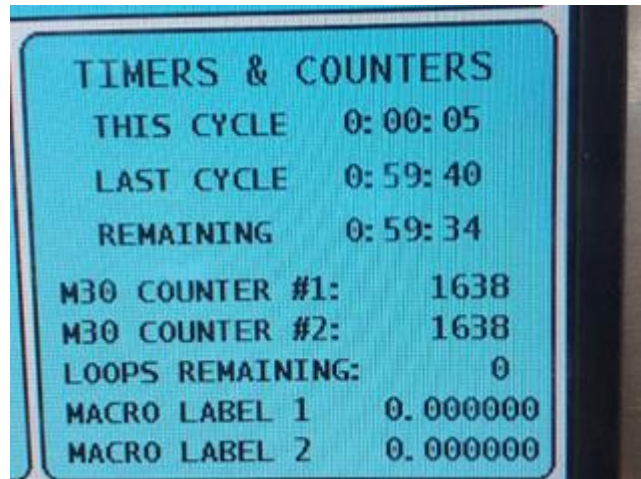 TIMERS & COUNTERS
THIS CYCLE 0:00:05
LAST CYCLE 0:59:40
REMAINING 0:59:34
M30 COUNTER #1: 1638
M30 COUNTER #2: 1638
LOOPS REMAINING: 0
MACRO LABEL 1 0.000000
MACRO LABEL 2 0.000000